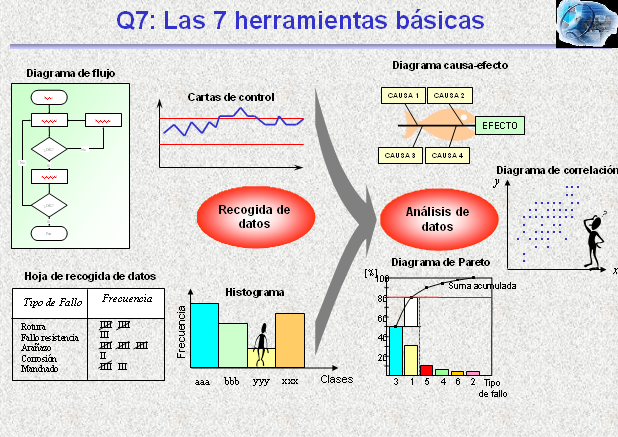 Q7: Las 7 herramientas básicas
Diagrama de flujo
Cartas de control
Diagrama causa-efecto
CAUSA 1
CAUSA 2
EFECTO
CAUSA 3
CAUSA 4
Diagrama de correlación
y
?
x
Recogida de
datos
Análisis de
datos
Hoja de recogida de datos
Tipo de Fallo
Frecuencia
Rotura
Fallo resistencia
Arañazo
Corrosión
Manchado
Histograma
Frecuencia
aaa
bbb
yyy
xxx
Clases
Diagrama de Pareto
[%]
100
80
60
40
20
Suma acumulada
3
1
5
4
6
2
Tipo
de fallo